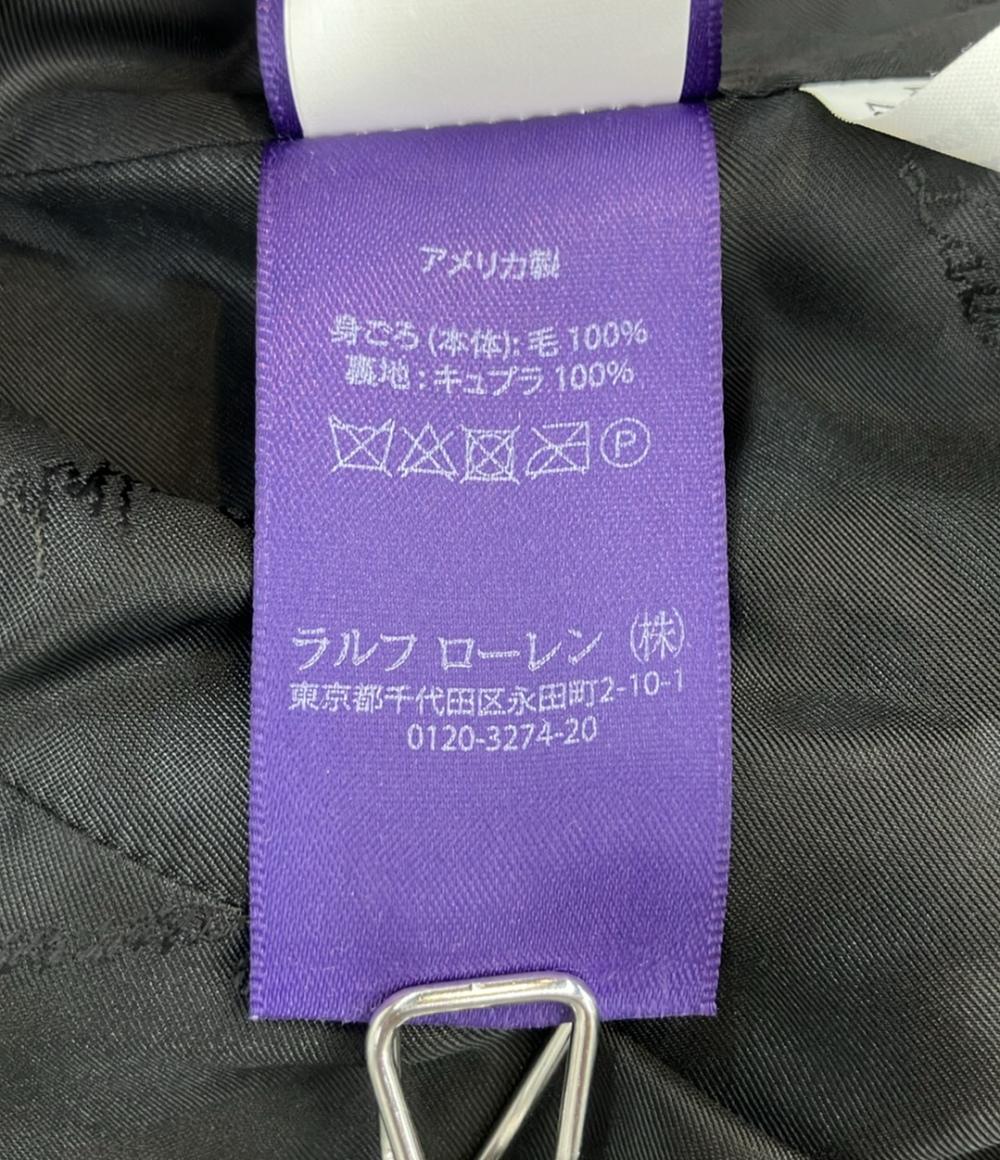 アメリカ製
身ごろ (本体): 毛 100%
裏地 : キュプラ 100%
P
ラルフ ローレン ㈱
東京都千代田区永田町2-10-1
0120-3274-20